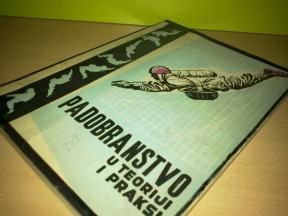 PADOBRANSTVO
U TEORIJI
I PRAKSI